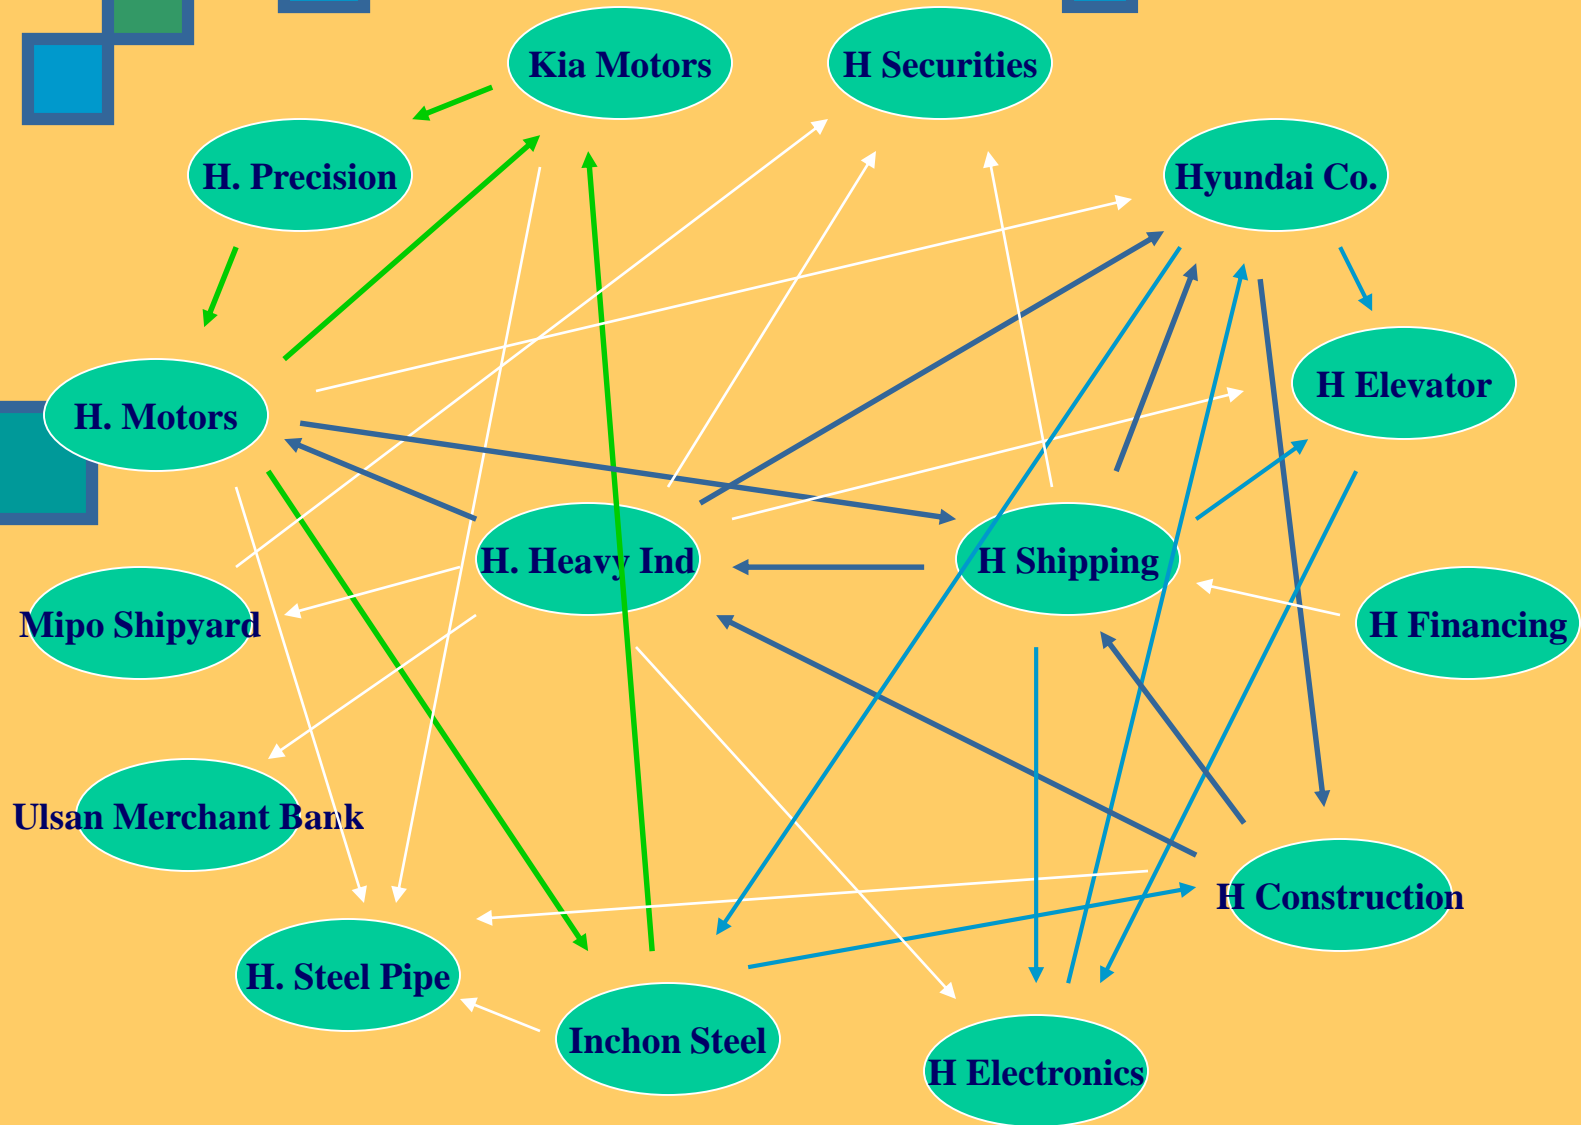 Kia Motors
H Securities
H. Precision
Hyundai Co.
H Elevator
H. Motors
H. Heavy Ind
H Shipping
Mipo Shipyard
H Financing
Ulsan Merchant Bank
H Construction
H. Steel Pipe
Inchon Steel
H Electronics